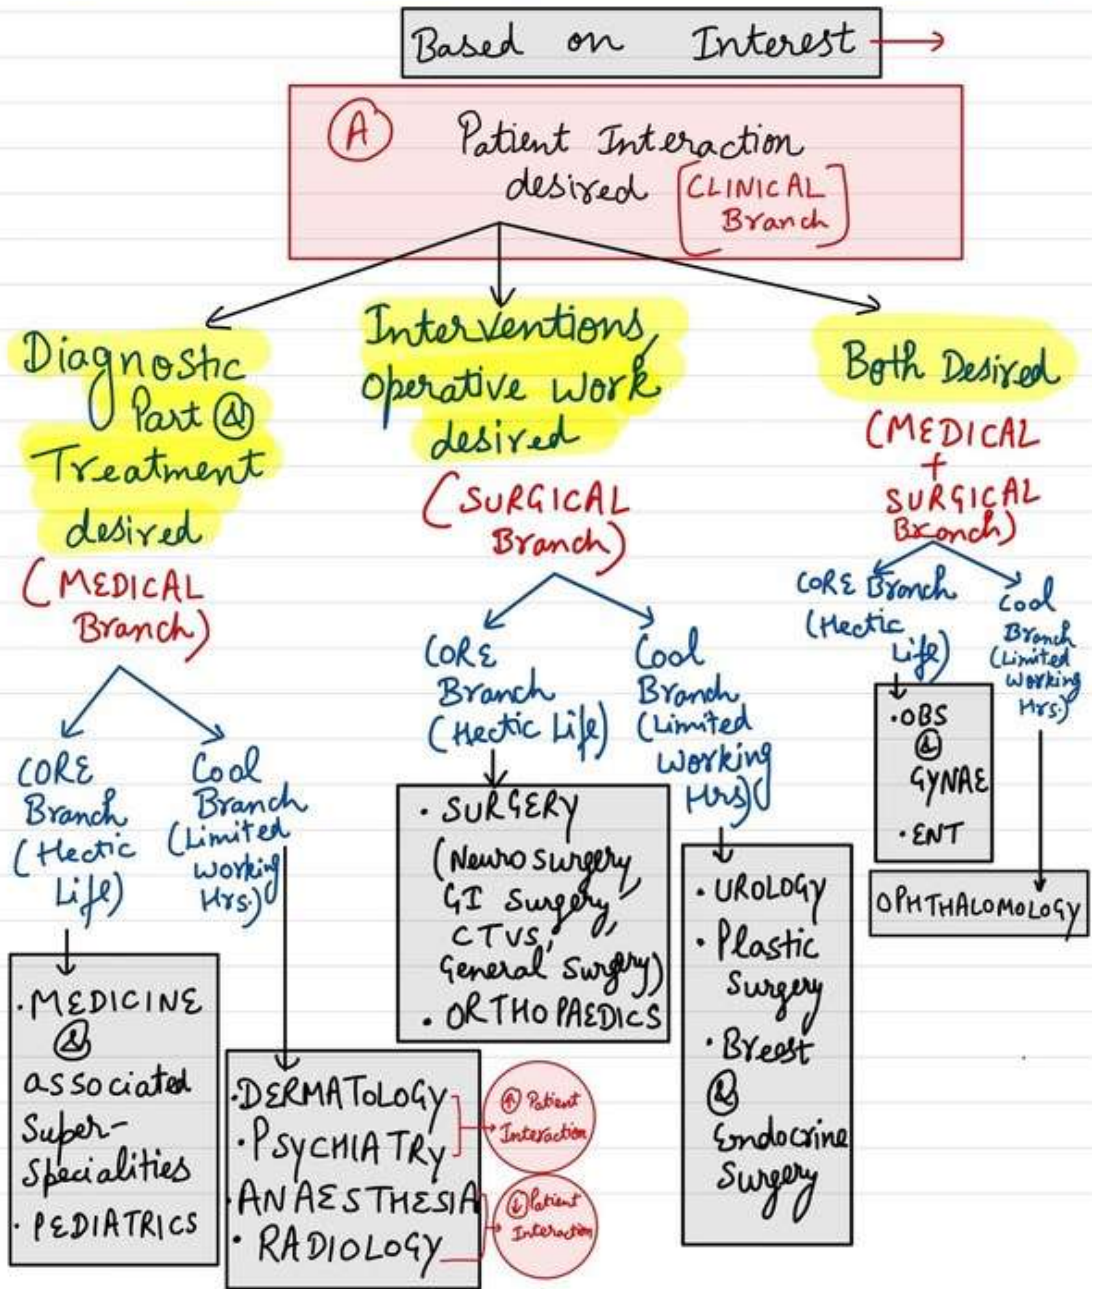 Based on Interest
A Patient Interaction
desired [CLINICAL
Branch]
Diagnostic
Part &
Treatment
desired
(MEDICAL
Branch)
CORE
Branch
(Hectic
Life)
Cool
Branch
(Limited
Working
Hrs.)
• MEDICINE
&
associated
Super-
Specialities
• PEDIATRICS
• DERMATOLOGY
• PSYCHIATRY
• ANAESTHESIA
• RADIOLOGY
↑ Patient
Interaction
↓ Patient
Interaction
Interventions,
operative work
desired
(SURGICAL
Branch)
CORE
Branch
(Hectic Life)
Cool
Branch
(Limited
Working
Hrs)
• SURGERY
(Neurosurgery,
GI Surgery,
CTVS,
General Surgery)
• ORTHOPAEDICS
• UROLOGY
• Plastic
Surgery
• Breest
&
Endocrine
Surgery
Both Desired
(MEDICAL
+
SURGICAL
Branch)
CORE Branch
(Hectic
Life)
Cool
Branch
(Limited
Working
Hrs.)
• OBS
&
GYNAE
• ENT
OPHTHALOMOLOGY